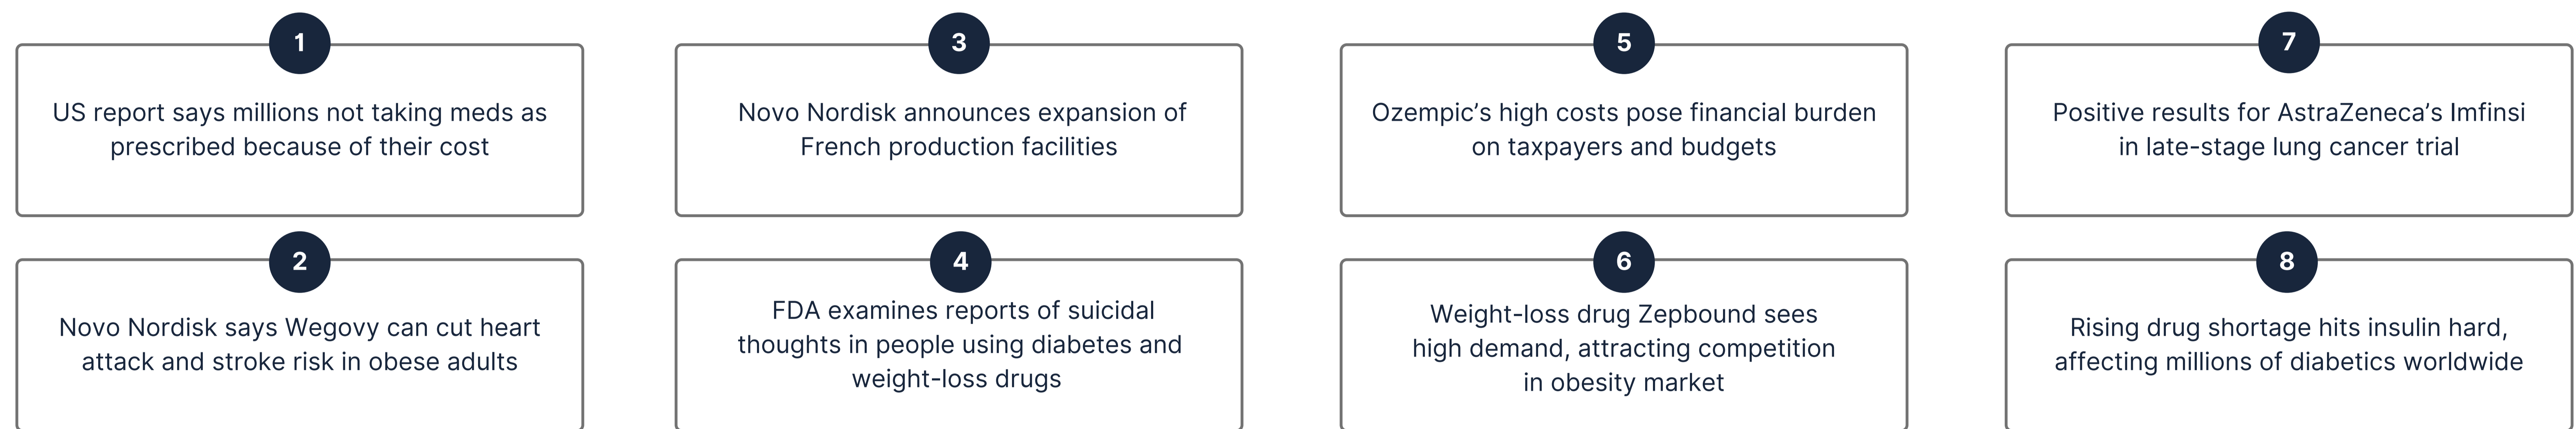 1
US report says millions not taking meds as
prescribed because of their cost
2
Novo Nordisk says Wegovy can cut heart
attack and stroke risk in obese adults
3
Novo Nordisk announces expansion of
French production facilities
4
FDA examines reports of suicidal
thoughts in people using diabetes and
weight-loss drugs
5
Ozempic’s high costs pose financial burden
on taxpayers and budgets
6
Weight-loss drug Zepbound sees
high demand, attracting competition
in obesity market
7
Positive results for AstraZeneca’s Imfinsi
in late-stage lung cancer trial
8
Rising drug shortage hits insulin hard,
affecting millions of diabetics worldwide